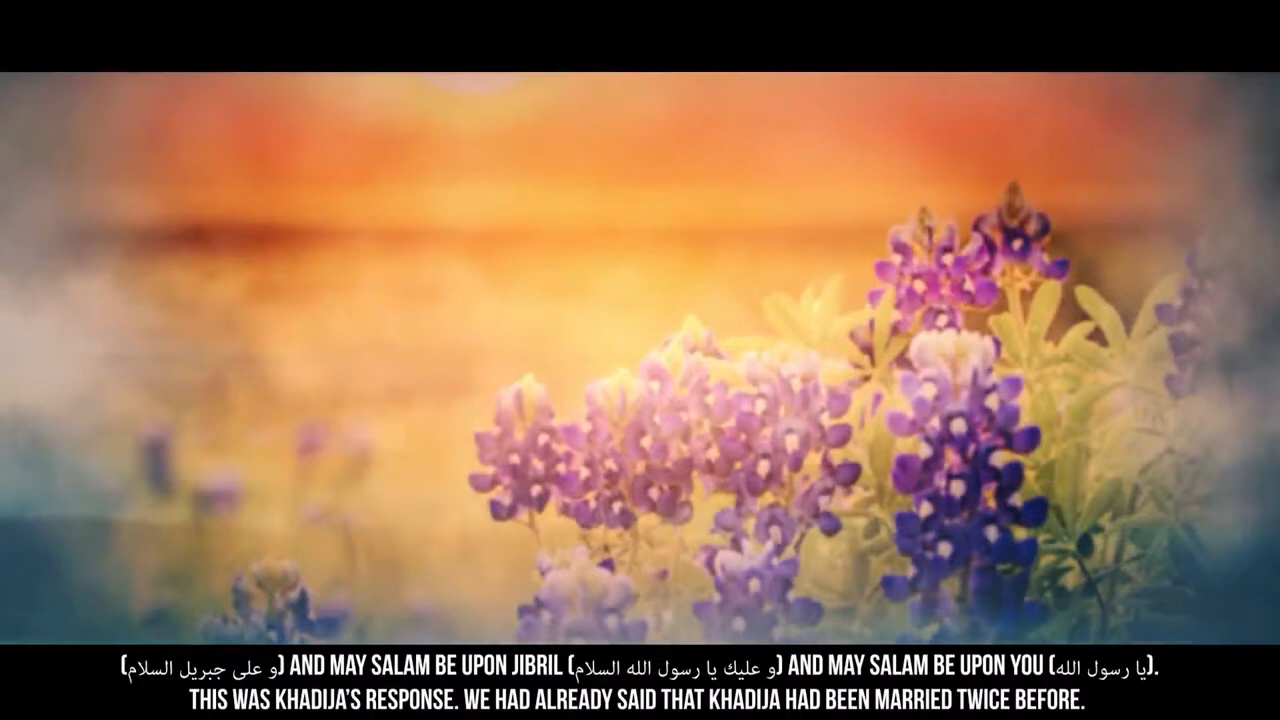 (و على جبريل السلام) AND MAY SALAM BE UPON JIBRIL (و عليك يا رسول الله السلام) AND MAY SALAM BE UPON YOU (يا رسول الله).
THIS WAS KHADIJA'S RESPONSE. WE HAD ALREADY SAID THAT KHADIJA HAD BEEN MARRIED TWICE BEFORE.